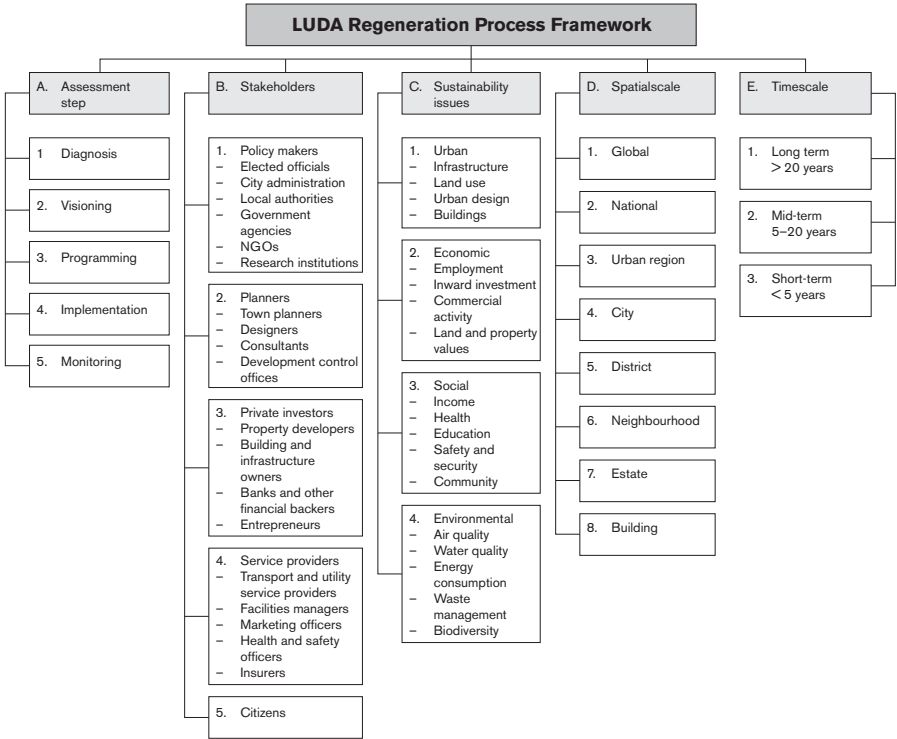 LUDA Regeneration Process Framework
A. Assessment
step
1 Diagnosis
2. Visioning
3. Programming
4. Implementation
5. Monitoring
B. Stakeholders
1. Policy makers
– Elected officials
– City administration
– Local authorities
– Government
agencies
– NGOs
– Research institutions
2. Planners
– Town planners
– Designers
– Consultants
– Development control
offices
3. Private investors
– Property developers
– Building and
infrastructure
owners
– Banks and other
financial backers
– Entrepreneurs
4. Service providers
– Transport and utility
service providers
– Facilities managers
– Marketing officers
– Health and safety
officers
– Insurers
5. Citizens
C. Sustainability
issues
1. Urban
– Infrastructure
– Land use
– Urban design
– Buildings
2. Economic
– Employment
– Inward investment
– Commercial
activity
– Land and property
values
3. Social
– Income
– Health
– Education
– Safety and
security
– Community
4. Environmental
– Air quality
– Water quality
– Energy
consumption
– Waste
management
– Biodiversity
D. Spatialscale
1. Global
2. National
3. Urban region
4. City
5. District
6. Neighbourhood
7. Estate
8. Building
E. Timescale
1. Long term
> 20 years
2. Mid-term
5–20 years
3. Short-term
< 5 years